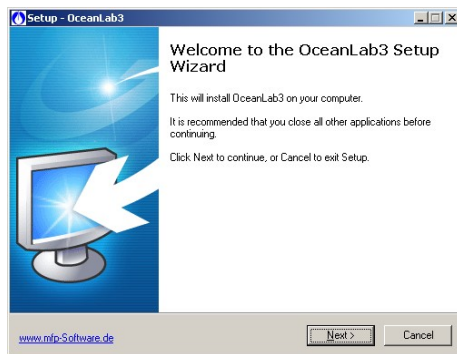 Setup - OceanLab3
Welcome to the OceanLab3 Setup
Wizard
This will install OceanLab3 on your computer.
It is recommended that you close all other applications before
continuing.
Click Next to continue, or Cancel to exit Setup.
www.mfp-Software.de
Next >
Cancel